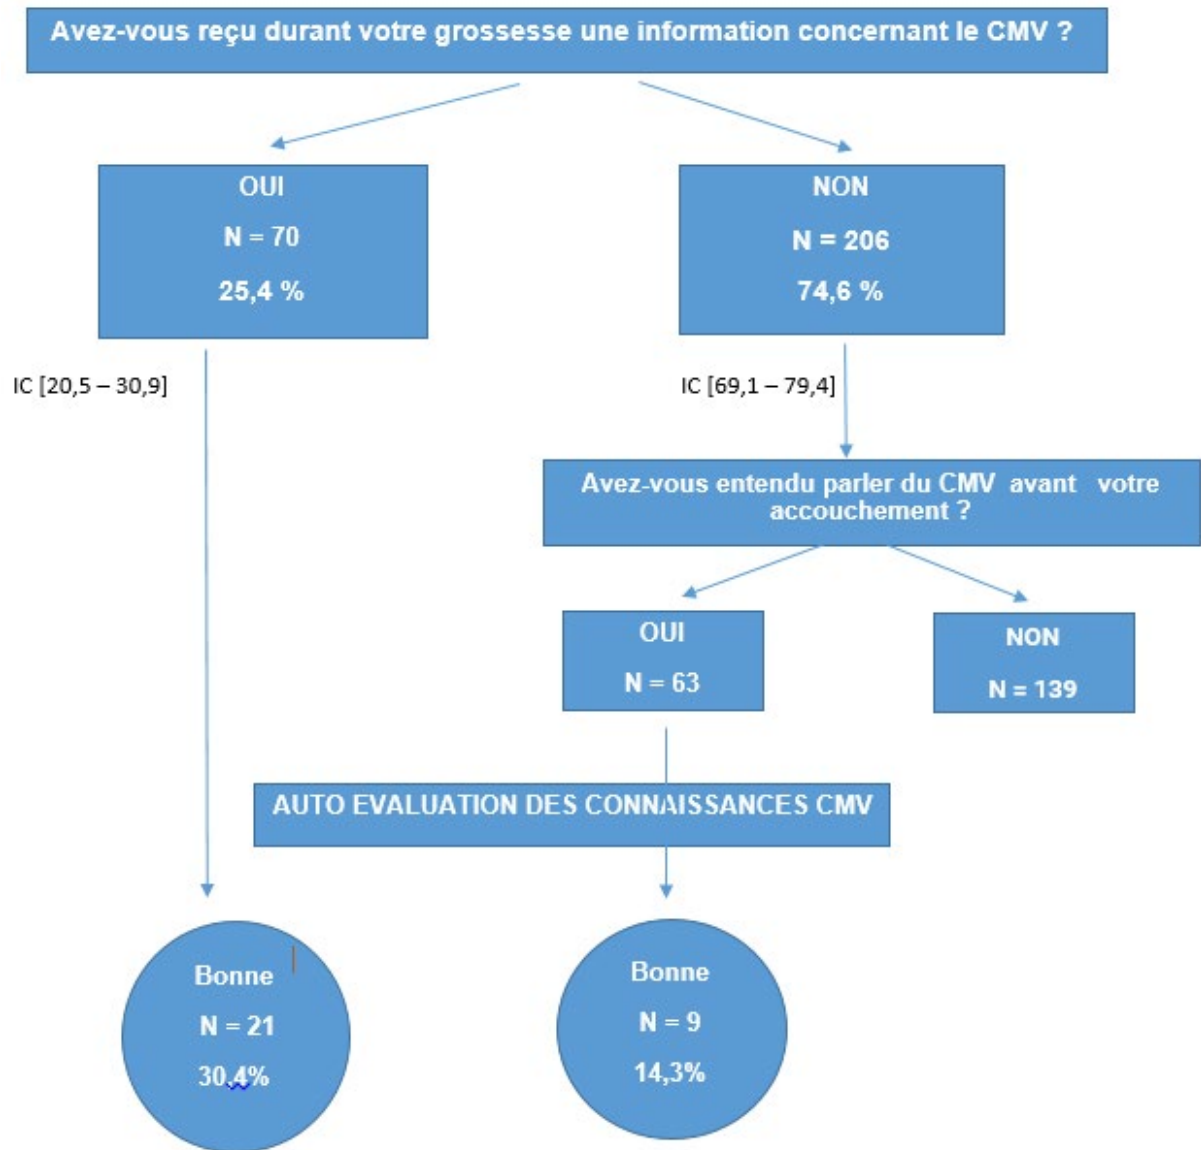 Avez-vous reçu durant votre grossesse une information concernant le CMV ?
OUI
N = 70
25,4 %
NON
N = 206
74,6 %
IC [20,5 – 30,9]
IC [69,1 – 79,4]
Avez-vous entendu parler du CMV avant votre
accouchement ?
OUI
N = 63
NON
N = 139
AUTO EVALUATION DES CONNAISSANCES CMV
Bonne
N = 21
30,4%
Bonne
N = 9
14,3%